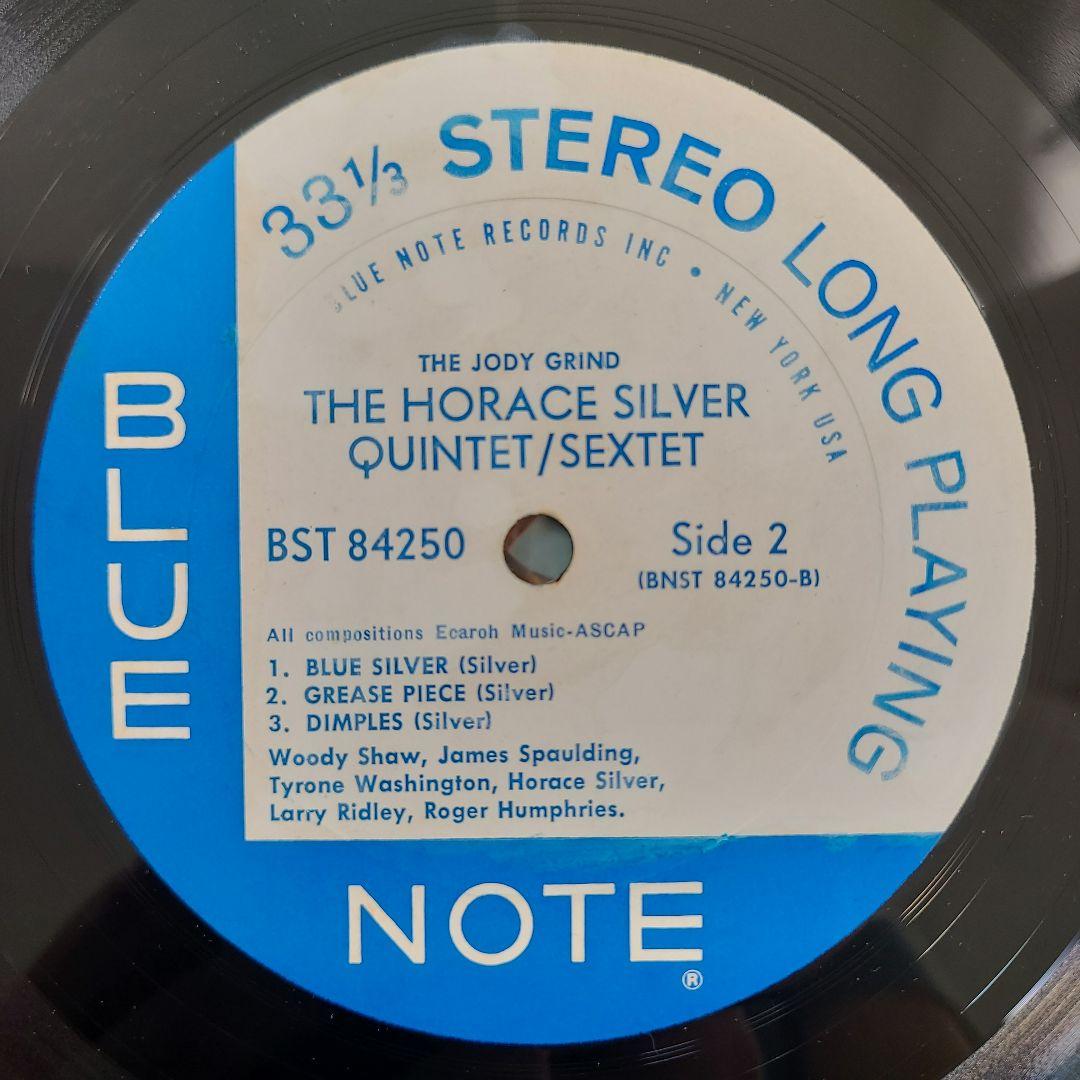 33 1/3 STEREO LONG PLAYING
BLUE NOTE RECORDS INC • NEW YORK USA
THE JODY GRIND
THE HORACE SILVER
QUINTET/SEXTET
BST 84250
Side 2
(BNST 84250-B)
All compositions Ecaroh Music-ASCAP
1. BLUE SILVER (Silver)
2. GREASE PIECE (Silver)
3. DIMPLES (Silver)
Woody Shaw, James Spaulding,
Tyrone Washington, Horace Silver,
Larry Ridley, Roger Humphries.
BLUE
NOTE
®